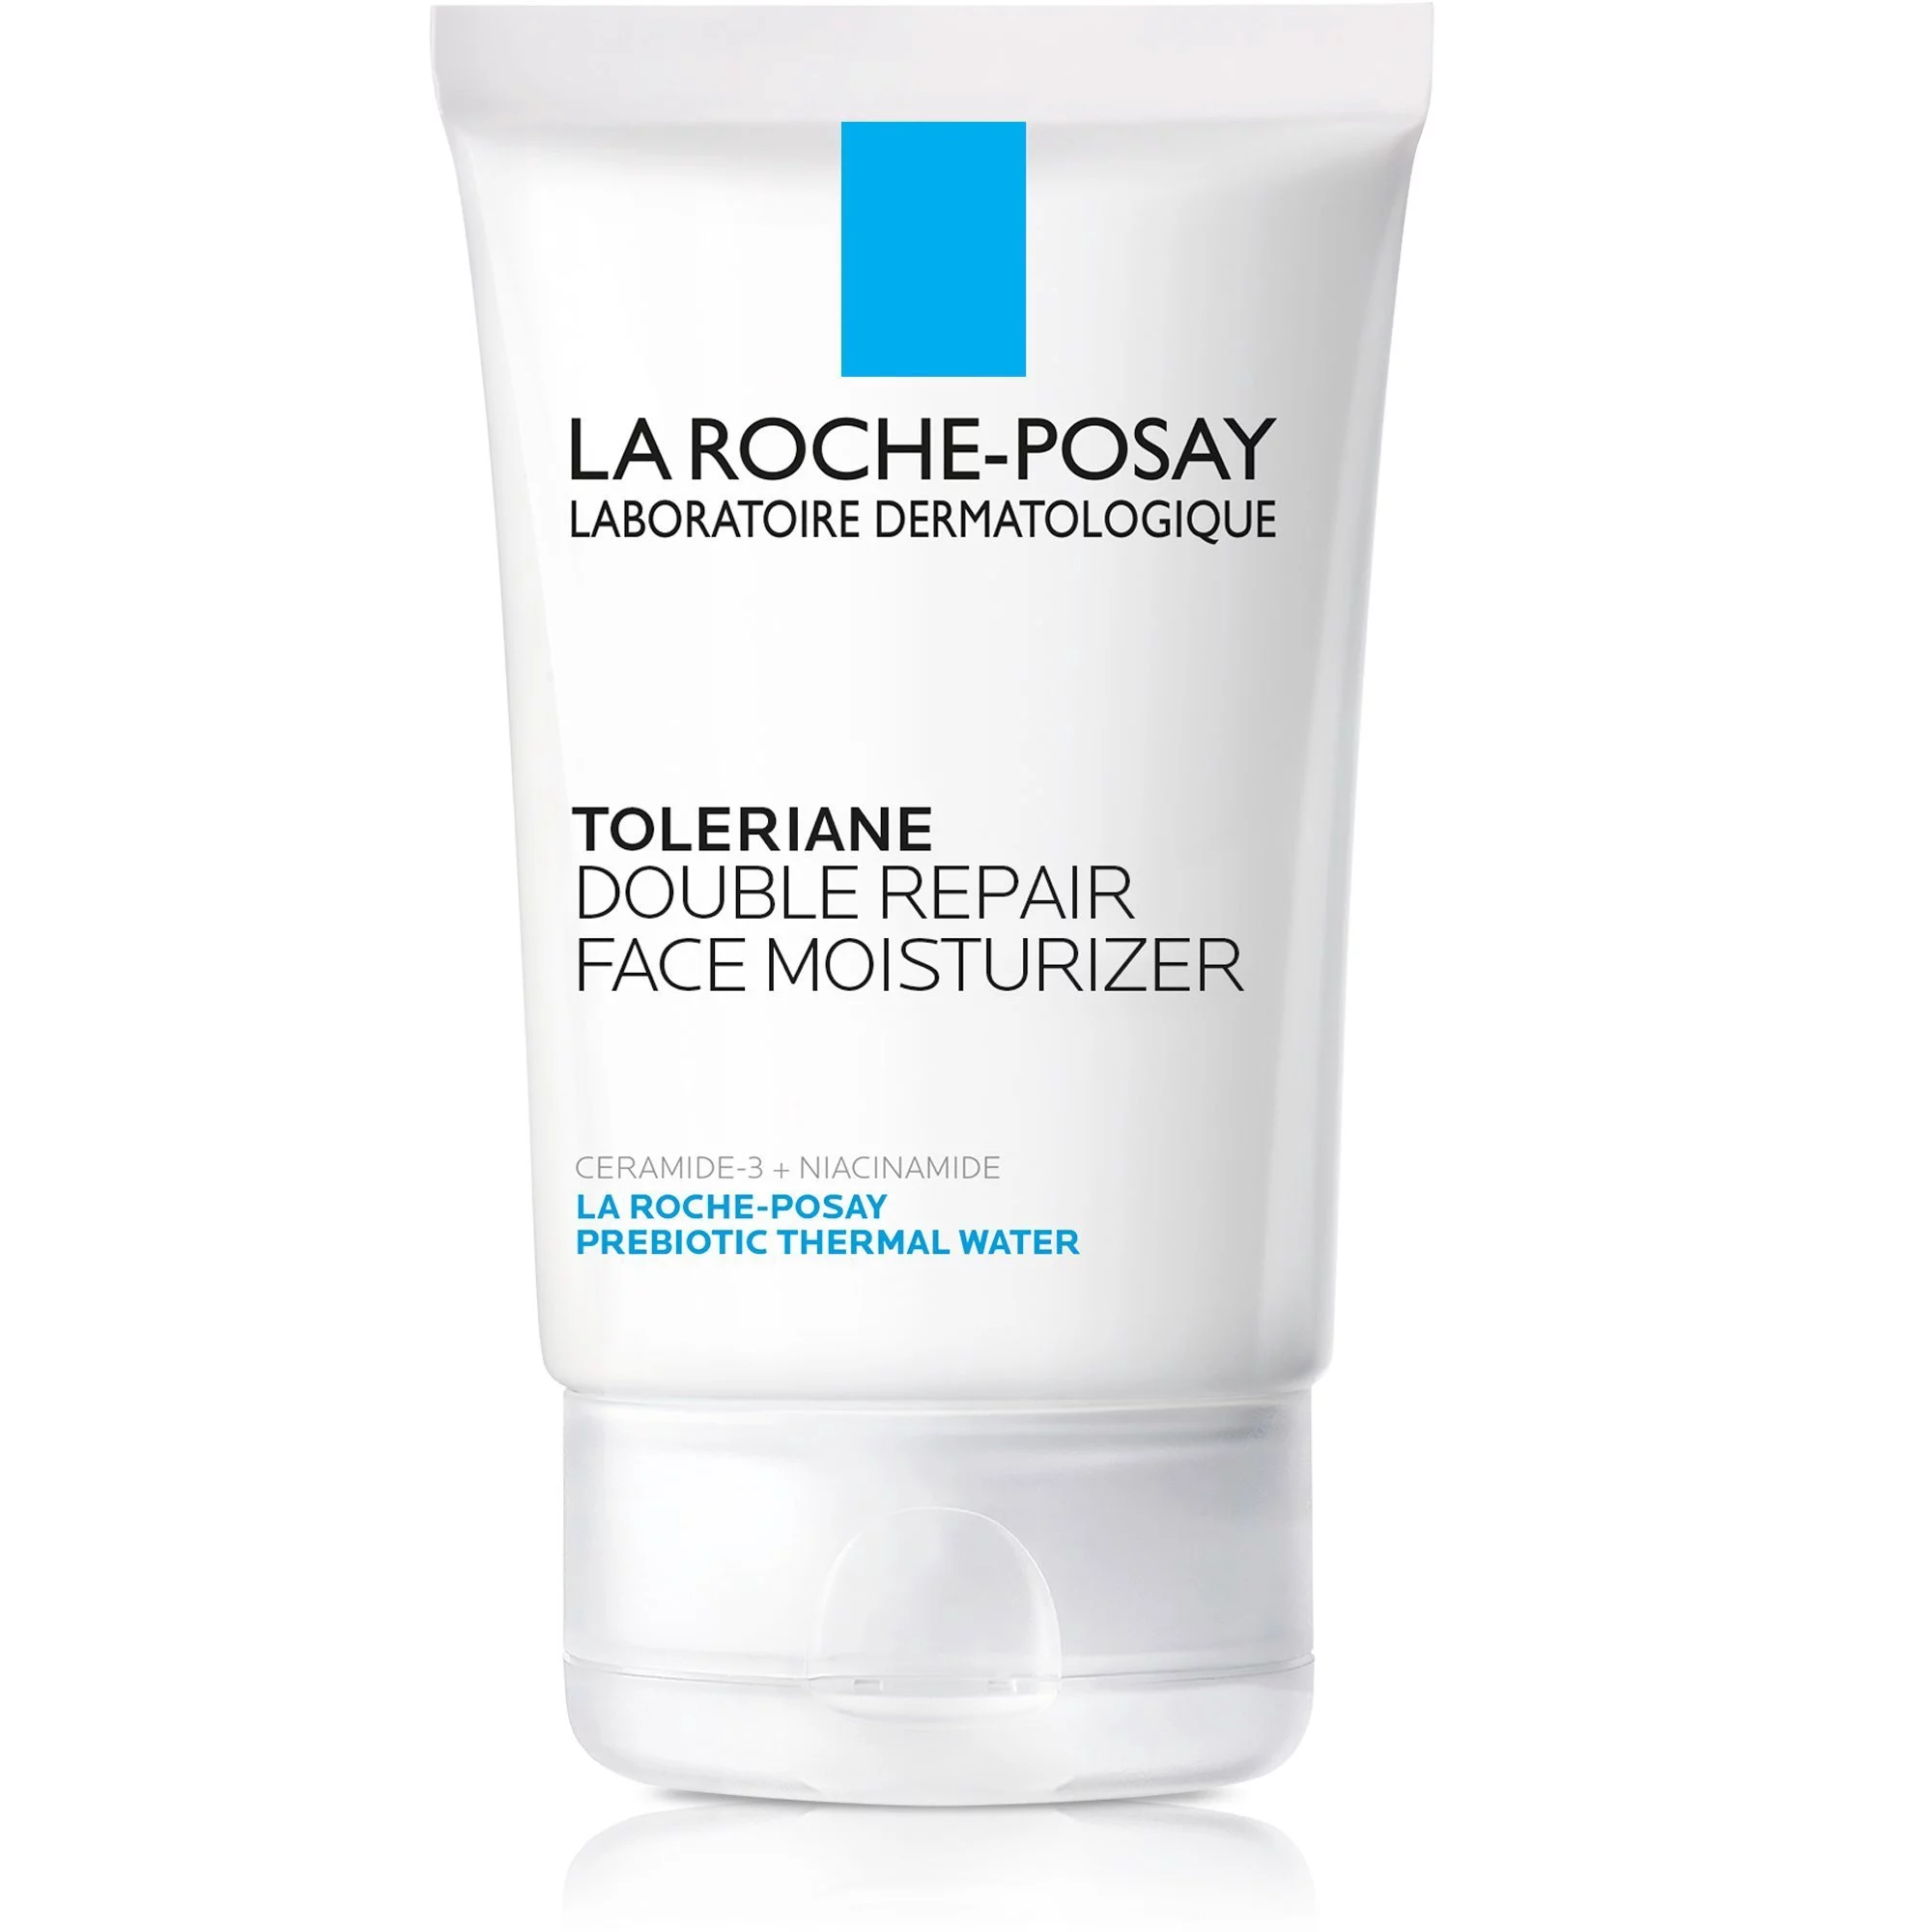 LA ROCHE-POSAY
LABORATOIRE DERMATOLOGIQUE
TOLERIANE
DOUBLE REPAIR
FACE MOISTURIZER
CERAMIDE-3 + NIACINAMIDE
LA ROCHE-POSAY
PREBIOTIC THERMAL WATER